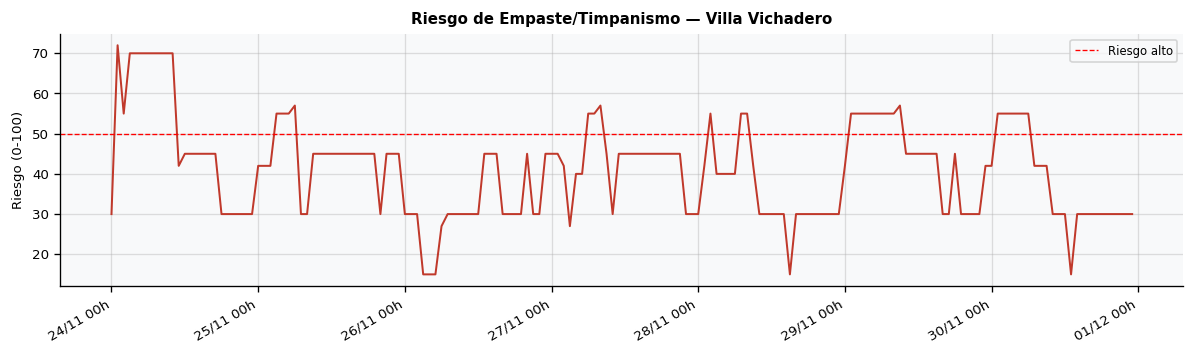 Riesgo de Empaste/Timpanismo — Villa Vichadero
Riesgo alto
Riesgo (0-100)
70
60
50
40
30
20
24/11 00h
25/11 00h
26/11 00h
27/11 00h
28/11 00h
29/11 00h
30/11 00h
01/12 00h